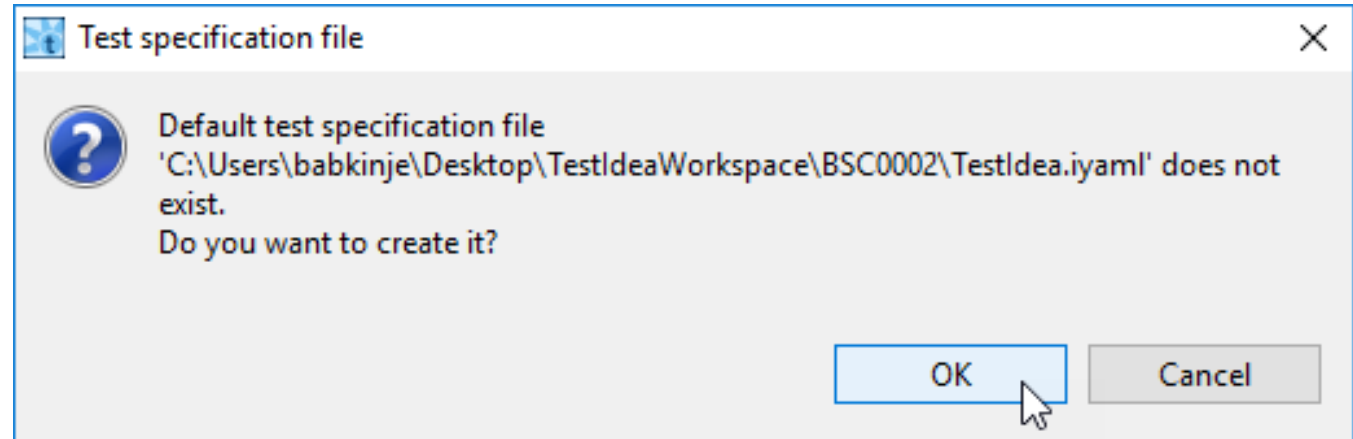 Test specification file
Default test specification file
'C:\Users\babkinje\Desktop\TestIdeaWorkspace\BSC0002\TestIdea.iyaml' does not
exist.
Do you want to create it?
OK
Cancel